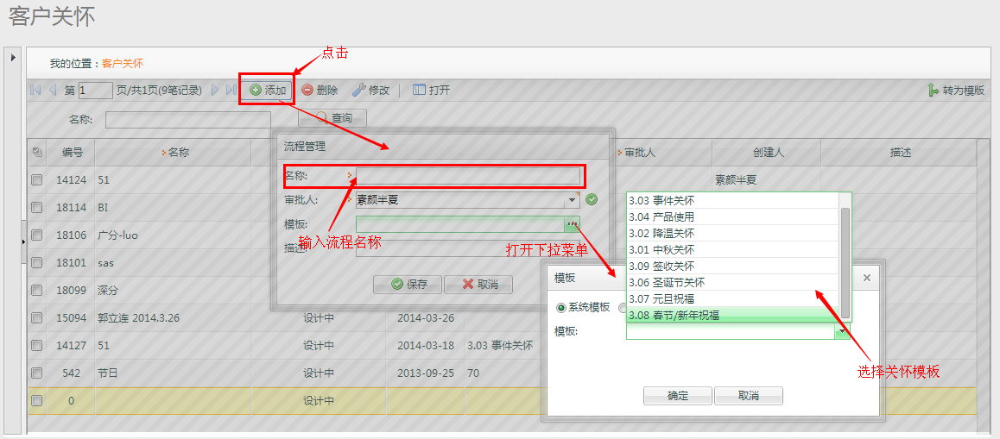 客户关怀
点击
我的位置：客户关怀
第 1 页/共1页(9笔记录) 添加 删除 修改 打开 转为模版
名称: 查询
编号 名称 审批人 创建人 描述
流程管理
名称:
审批人: 素颜半夏
模板:
描述
保存 取消
输入流程名称
打开下拉菜单
14124 51 素颜半夏
18114 BI
18106 广分-luo
18101 sas
18099 深分
15094 郭立连 2014.3.26 设计中 2014-03-26
14127 51 设计中 2014-03-18 3.03 事件关怀
542 节日 设计中 2013-09-25 70
0 设计中
3.03 事件关怀
3.04 产品使用
3.02 降温关怀
3.01 中秋关怀
3.09 签收关怀
3.06 圣诞节关怀
3.07 元旦祝福
3.08 春节/新年祝福
模板
系统模板
模板:
选择关怀模板
确定 取消